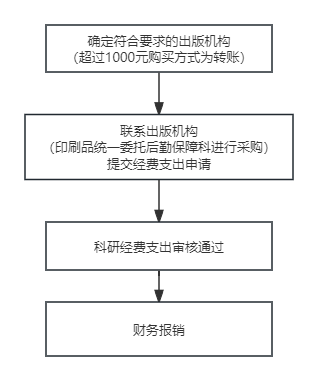 确定符合要求的出版机构
（超过1000元购买方式为转账）
联系出版机构
（印刷品统一委托后勤保障科进行采购）
提交经费支出申请
科研经费支出审核通过
财务报销